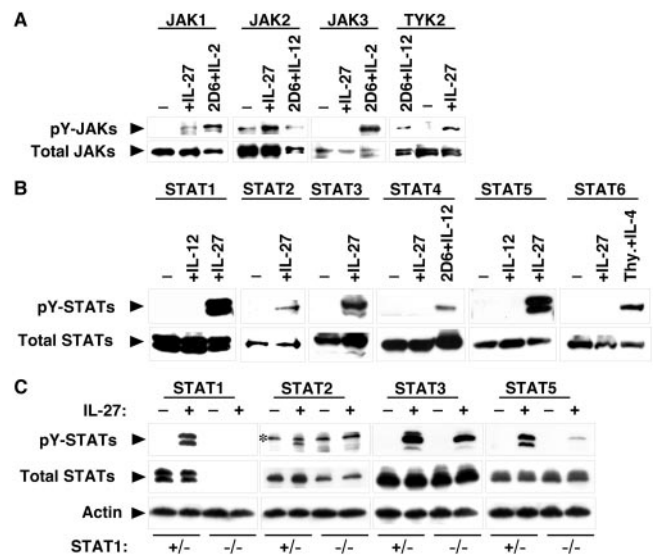 A
JAK1 JAK2 JAK3 TYK2
– +IL-27 2D6+IL-2 – +IL-27 2D6+IL-12 – +IL-27 2D6+IL-2 2D6+IL-12 – +IL-27
pY-JAKs
Total JAKs
B
STAT1 STAT2 STAT3 STAT4 STAT5 STAT6
– +IL-12 +IL-27 – +IL-27 – +IL-27 – +IL-27 2D6+IL-12 – +IL-12 +IL-27 – +IL-27 Thy.+IL-4
pY-STATs
Total STATs
C
STAT1 STAT2 STAT3 STAT5
IL-27: – + – + – + – + – + – + – + – +
pY-STATs *
Total STATs
Actin
STAT1: +/- -/- +/- -/- +/- -/- +/- -/-